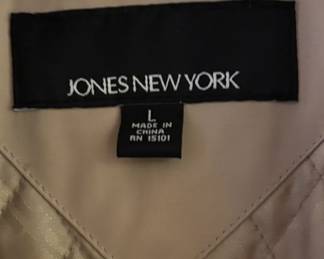 JONES NEW YORK
L
MADE IN
CHINA
RN 15101